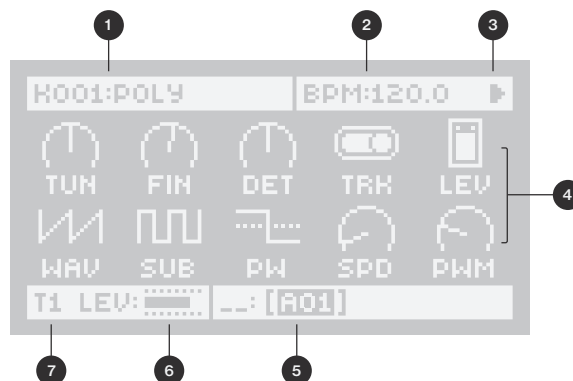 1 2 3
K001:POLY BPM:120.0
TUN FIN DET TRK LEV
4
WAV SUB PW SPD PWM
T1 LEV: __:[A01]
7 6 5